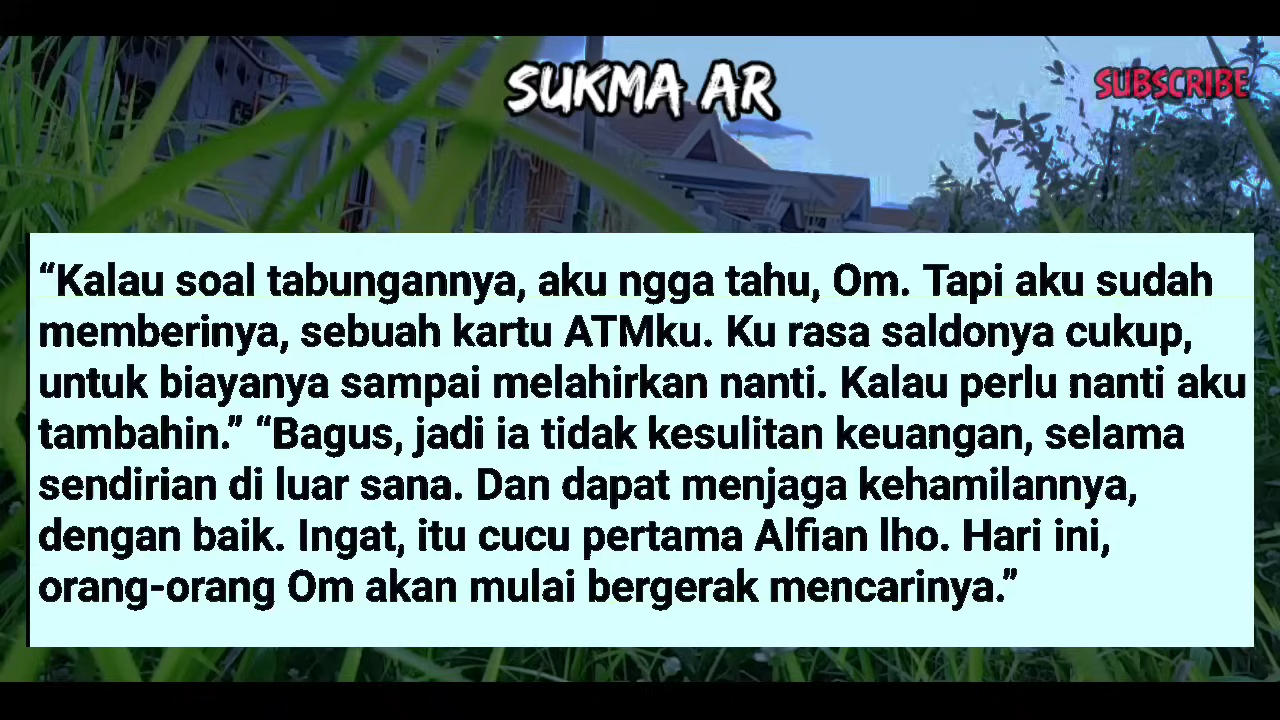 SUKMA AR
SUBSCRIBE
“Kalau soal tabungannya, aku ngga tahu, Om. Tapi aku sudah
memberinya, sebuah kartu ATMku. Ku rasa saldonya cukup,
untuk biayanya sampai melahirkan nanti. Kalau perlu nanti aku
tambahin.” “Bagus, jadi ia tidak kesulitan keuangan, selama
sendirian di luar sana. Dan dapat menjaga kehamilannya,
dengan baik. Ingat, itu cucu pertama Alfian lho. Hari ini,
orang-orang Om akan mulai bergerak mencarinya.”